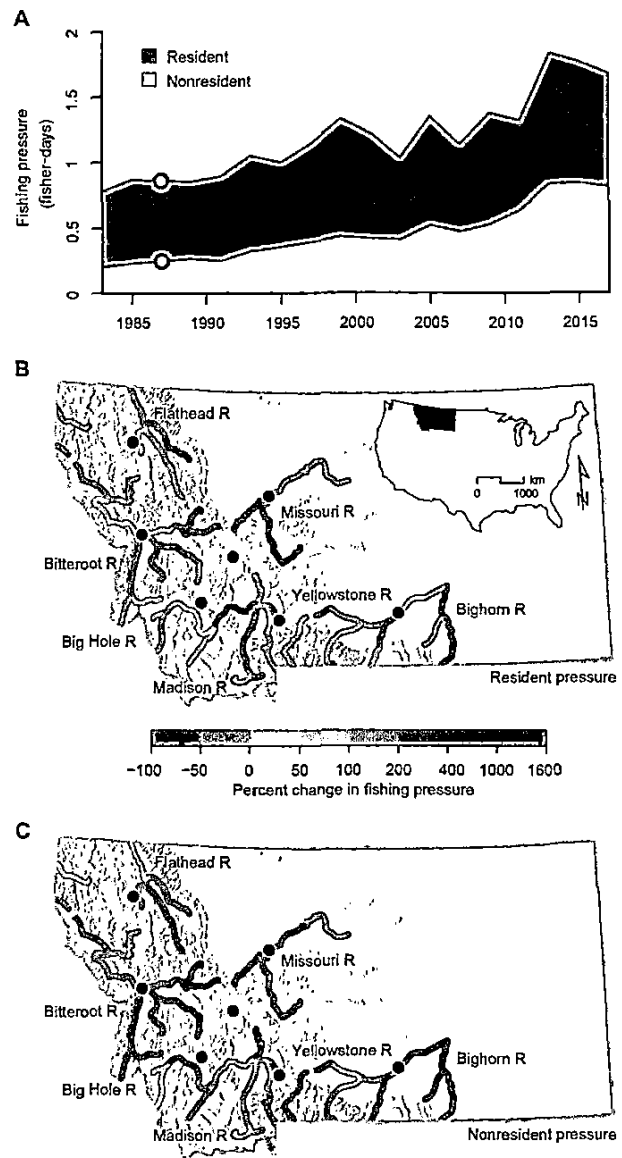 A
2
Resident
Nonresident
1.5
1
0.5
0
Fishing pressure
(fisher-days)
1985 1990 1995 2000 2005 2010 2015
B
Flathead R
km
0 1000
N
Missouri R
Bitteroot R
Yellowstone R
Bighorn R
Big Hole R
Madison R
Resident pressure
−100 −50 0 50 100 200 400 1000 1600
Percent change in fishing pressure
C
Flathead R
Missouri R
Bitteroot R
Yellowstone R
Bighorn R
Big Hole R
Madison R
Nonresident pressure